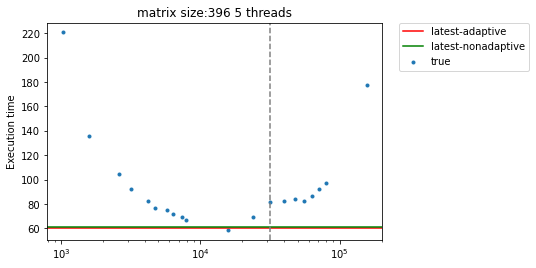 matrix size:396 5 threads
Execution time
220
200
180
160
140
120
100
80
60
10³
10⁴
10⁵
latest-adaptive
latest-nonadaptive
true